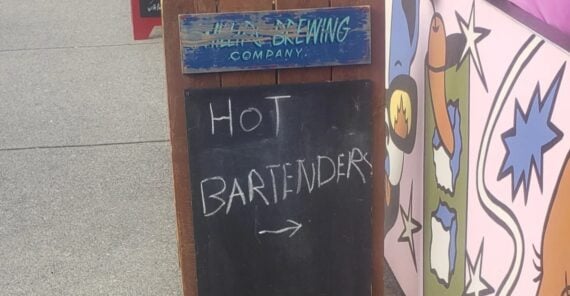 BREWING
COMPANY.
HOT
BARTENDERS
→